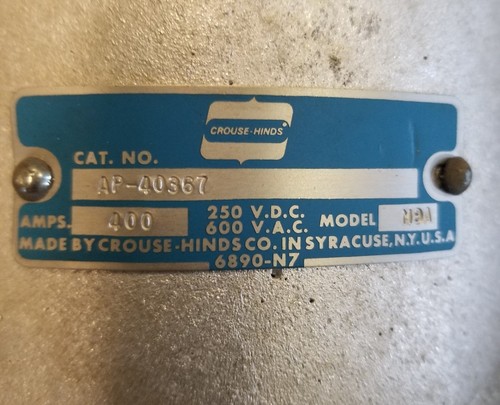 CROUSE-HINDS®
CAT. NO.
AP-40367
AMPS. 400 250 V.D.C. MODEL
600 V.A.C.
MADE BY CROUSE-HINDS CO. IN SYRACUSE, N.Y. U.S.A
6890-N7